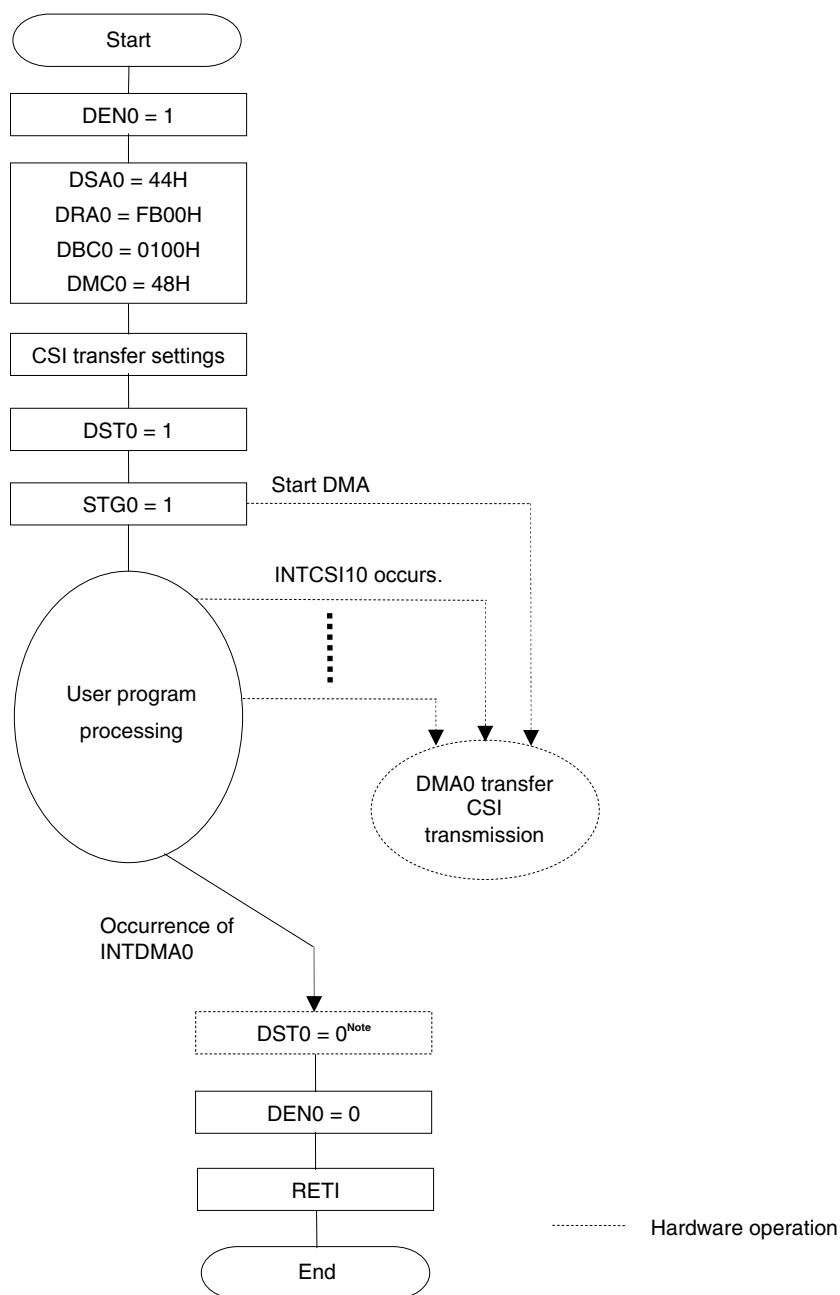 Start
DEN0 = 1
DSA0 = 44H
DRA0 = FB00H
DBC0 = 0100H
DMC0 = 48H
CSI transfer settings
DST0 = 1
STG0 = 1
Start DMA
INTCSI10 occurs.
User program
processing
DMA0 transfer
CSI
transmission
Occurrence of
INTDMA0
DST0 = 0Note
DEN0 = 0
RETI
Hardware operation
End